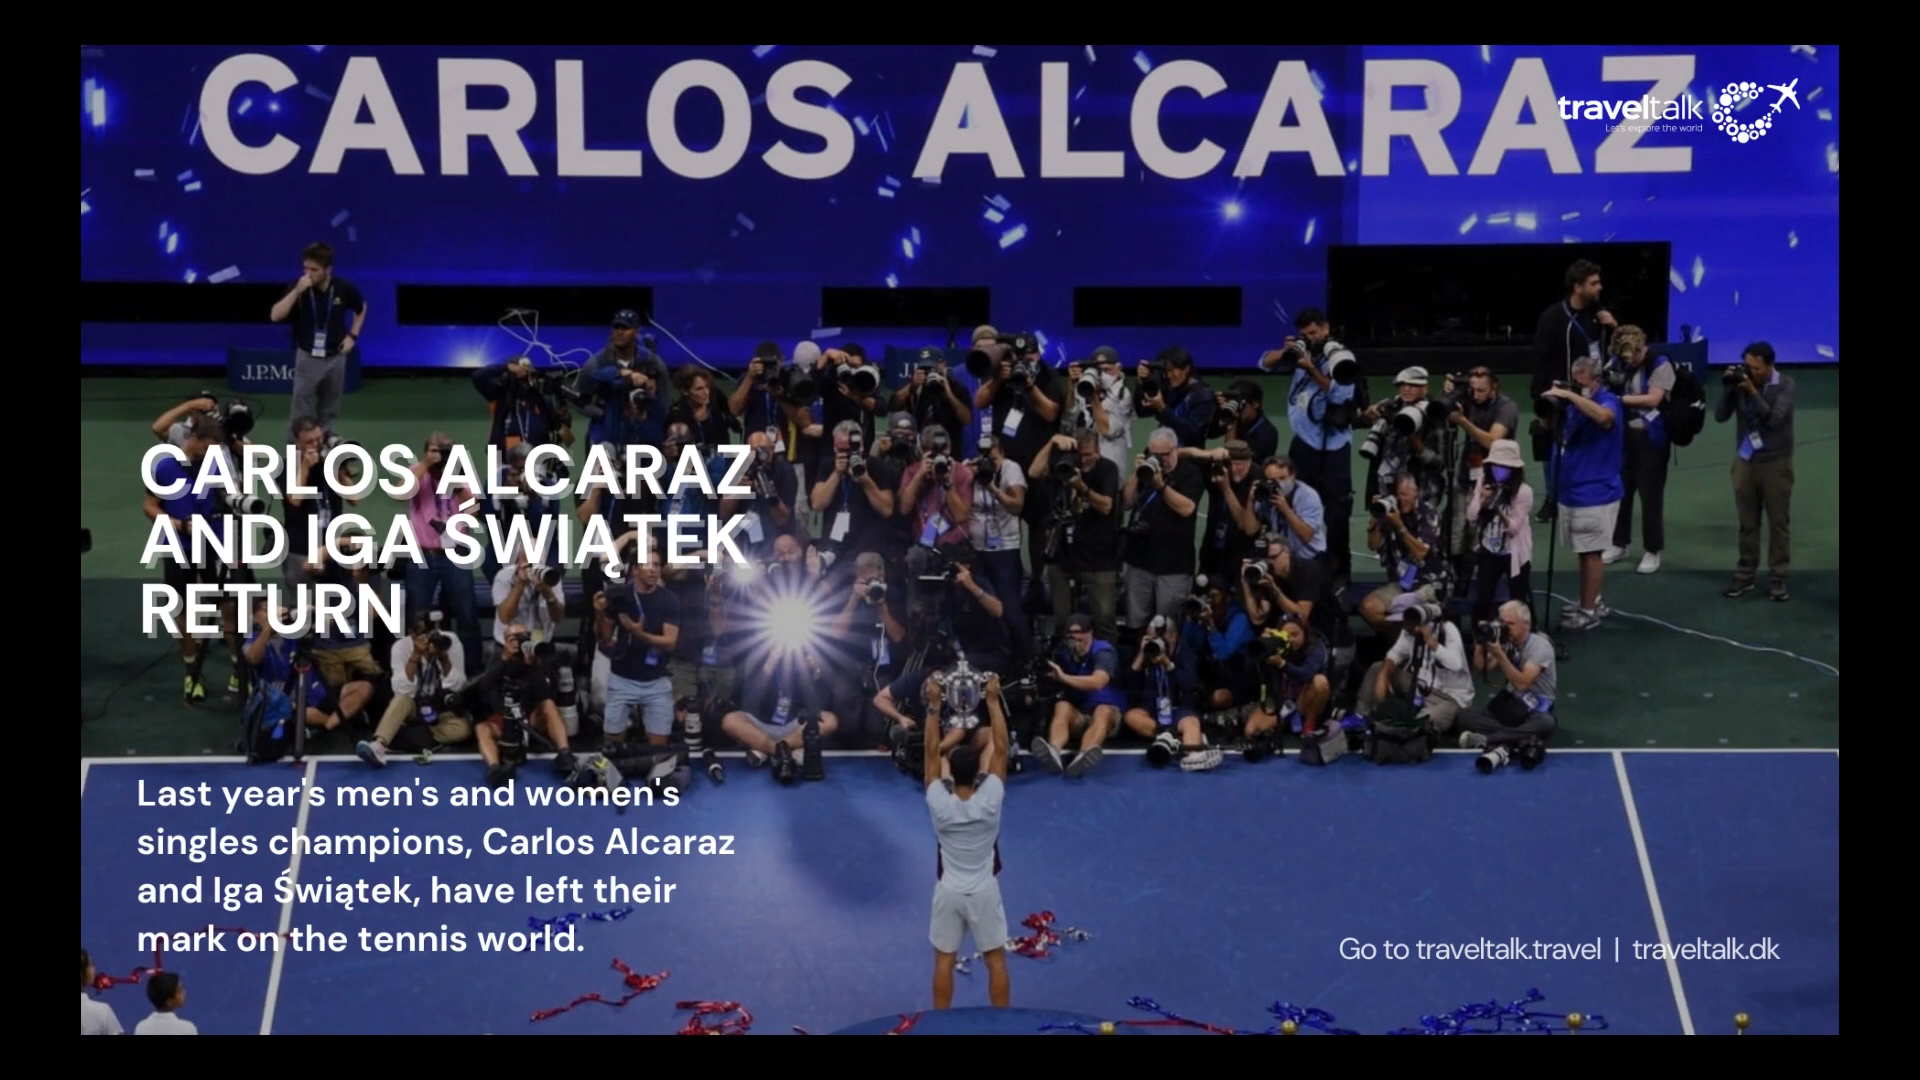 CARLOS ALCARAZ
traveltalk
Let's explore the world
J.P.Mo
J.
CARLOS ALCARAZ
AND IGA ŚWIĄTEK
RETURN
Last year's men's and women's
singles champions, Carlos Alcaraz
and Iga Świątek, have left their
mark on the tennis world.
Go to traveltalk.travel | traveltalk.dk